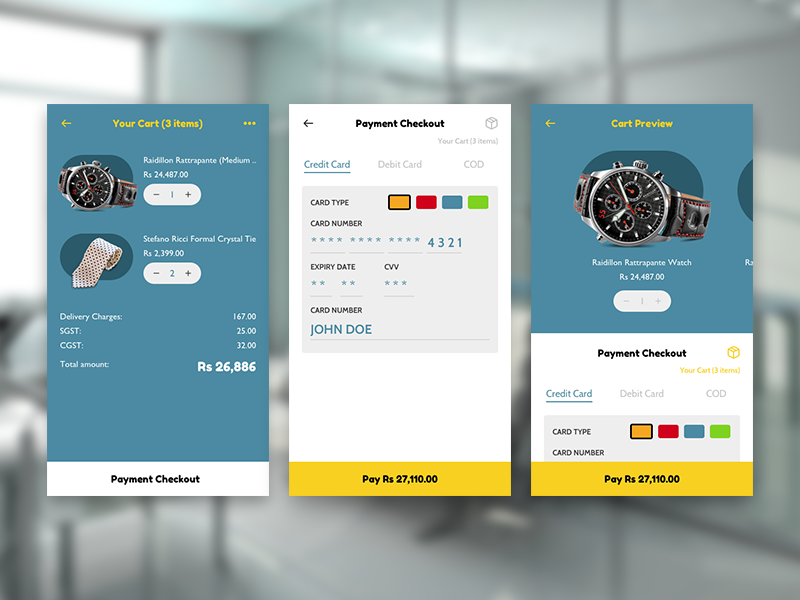 Your Cart (3 items)
Raidillon Rattrapante (Medium ..
Rs 24,487.00
− 1 +
Stefano Ricci Formal Crystal Tie
Rs 2,399.00
− 2 +
Delivery Charges: 167.00
SGST: 25.00
CGST: 32.00
Total amount: Rs 26,886
Payment Checkout
Payment Checkout
Your Cart (3 items)
Credit Card Debit Card COD
CARD TYPE
CARD NUMBER
**** **** **** 4321
EXPIRY DATE CVV
** ** ***
CARD NUMBER
JOHN DOE
Pay Rs 27,110.00
Cart Preview
Raidillon Rattrapante Watch
Ra
Rs 24,487.00
− 1 +
Payment Checkout
Your Cart (3 items)
Credit Card Debit Card COD
CARD TYPE
CARD NUMBER
Pay Rs 27,110.00